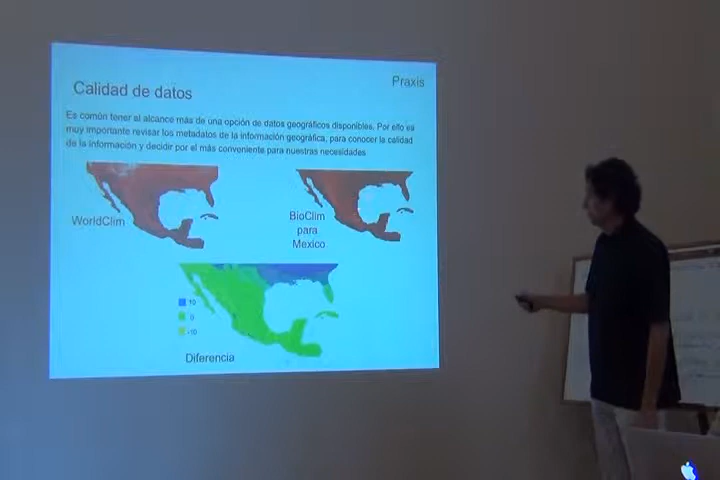 Praxis
Calidad de datos
Es común tener al alcance más de una opción de datos geográficos disponibles. Por ello es
muy importante revisar los metadatos de la información geográfica, para conocer la calidad
de la información y decidir por el más conveniente para nuestras necesidades
WorldClim
BioClim
para
Mexico
10
0
-10
Diferencia